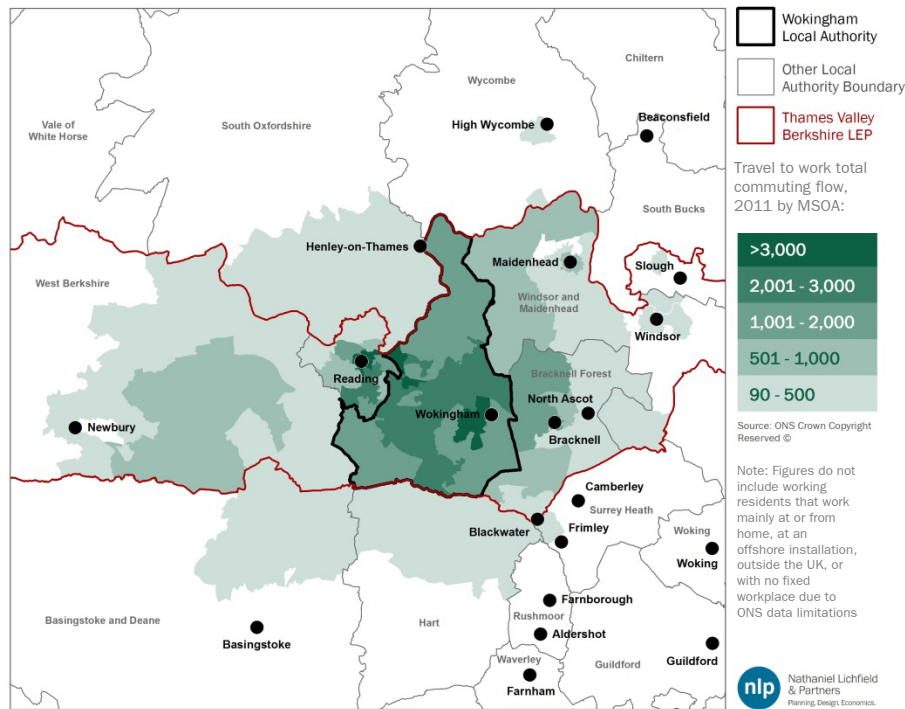 Wokingham
Local Authority
Other Local
Authority Boundary
Thames Valley
Berkshire LEP
Travel to work total
commuting flow,
2011 by MSOA:
>3,000
2,001 - 3,000
1,001 - 2,000
501 - 1,000
90 - 500
Source: ONS Crown Copyright
Reserved ©
Note: Figures do not
include working
residents that work
mainly at or from
home, at an
offshore installation,
outside the UK, or
with no fixed
workplace due to
ONS data limitations
nlp
Nathaniel Lichfield
& Partners
Planning. Design. Economics.
Chiltern
Wycombe
Beaconsfield
High Wycombe
Vale of
White Horse
South Oxfordshire
South Bucks
Henley-on-Thames
Maidenhead
Slough
West Berkshire
Windsor and
Maidenhead
Windsor
Reading
Bracknell Forest
North Ascot
Wokingham
Newbury
Bracknell
Camberley
Surrey Heath
Blackwater
Frimley
Woking
Woking
Farnborough
Rushmoor
Basingstoke and Deane
Hart
Aldershot
Basingstoke
Waverley
Guildford
Guildford
Farnham